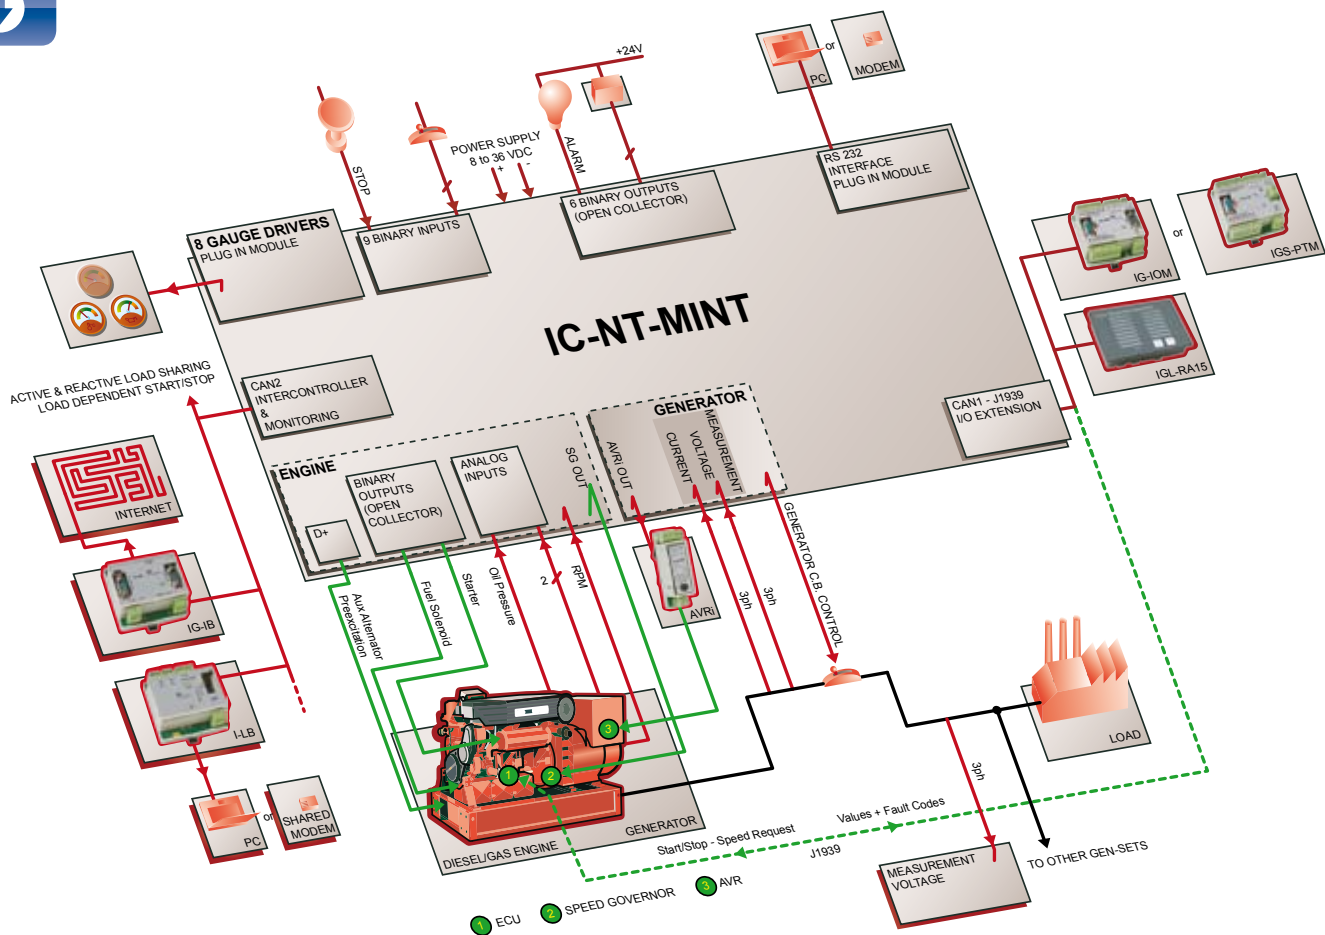 +24V
PC
or
MODEM
STOP
POWER SUPPLY
8 to 36 VDC
+
-
ALARM
RS 232
INTERFACE
PLUG IN MODULE
8 GAUGE DRIVERS
PLUG IN MODULE
9 BINARY INPUTS
6 BINARY OUTPUTS
(OPEN COLLECTOR)
IG-IOM
or
IGS-PTM
IGL-RA15
IC-NT-MINT
ACTIVE & REACTIVE LOAD SHARING
LOAD DEPENDENT START/STOP
CAN2
INTERCONTROLLER
&
MONITORING
CAN1 - J1939
I/O EXTENSION
GENERATOR
AVRi OUT
CURRENT
VOLTAGE
MEASUREMENT
ENGINE
D+
BINARY
OUTPUTS
(OPEN
COLLECTOR)
ANALOG
INPUTS
SG OUT
INTERNET
IG-IB
I-LB
PC
or
SHARED
MODEM
Aux Alternator
Preexcitation
Fuel Solenoid
Starter
Oil Pressure
2
RPM
AVRi
3ph
3ph
GENERATOR C.B. CONTROL
LOAD
3ph
1
2
3
GENERATOR
DIESEL/GAS ENGINE
Start/Stop - Speed Request
Values + Fault Codes
J1939
MEASUREMENT
VOLTAGE
TO OTHER GEN-SETS
1 ECU
2 SPEED GOVERNOR
3 AVR